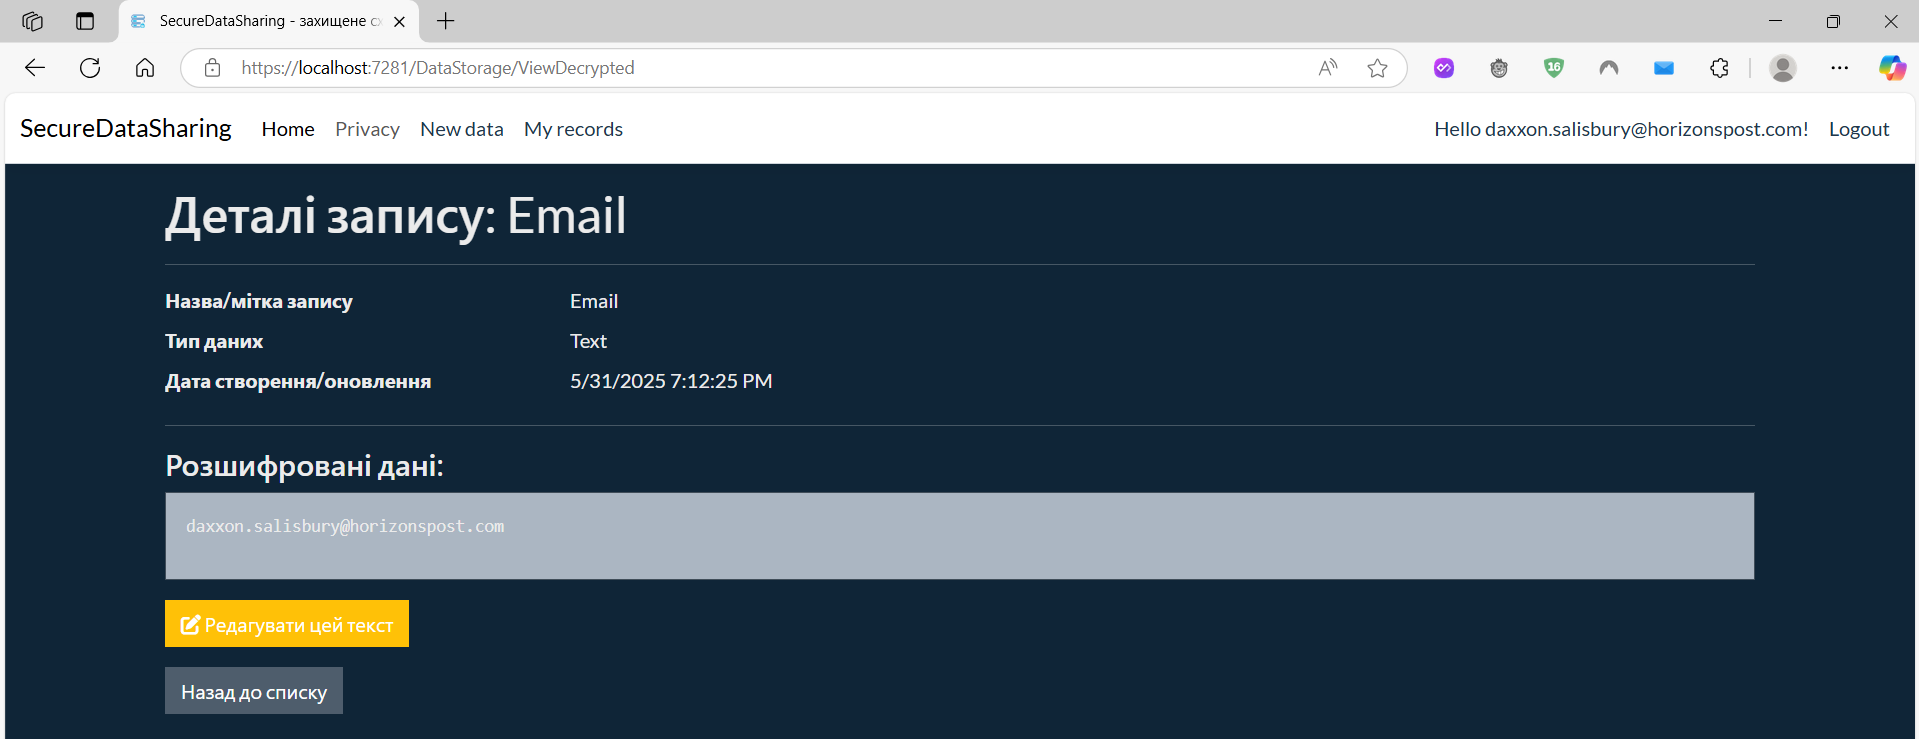 SecureDataSharing - захищене сх
https://localhost:7281/DataStorage/ViewDecrypted
16
SecureDataSharing Home Privacy New data My records Hello daxxon.salisbury@horizonspost.com! Logout
Деталі запису: Email
Назва/мітка запису Email
Тип даних Text
Дата створення/оновлення 5/31/2025 7:12:25 PM
Розшифровані дані:
daxxon.salisbury@horizonspost.com
Редагувати цей текст
Назад до списку